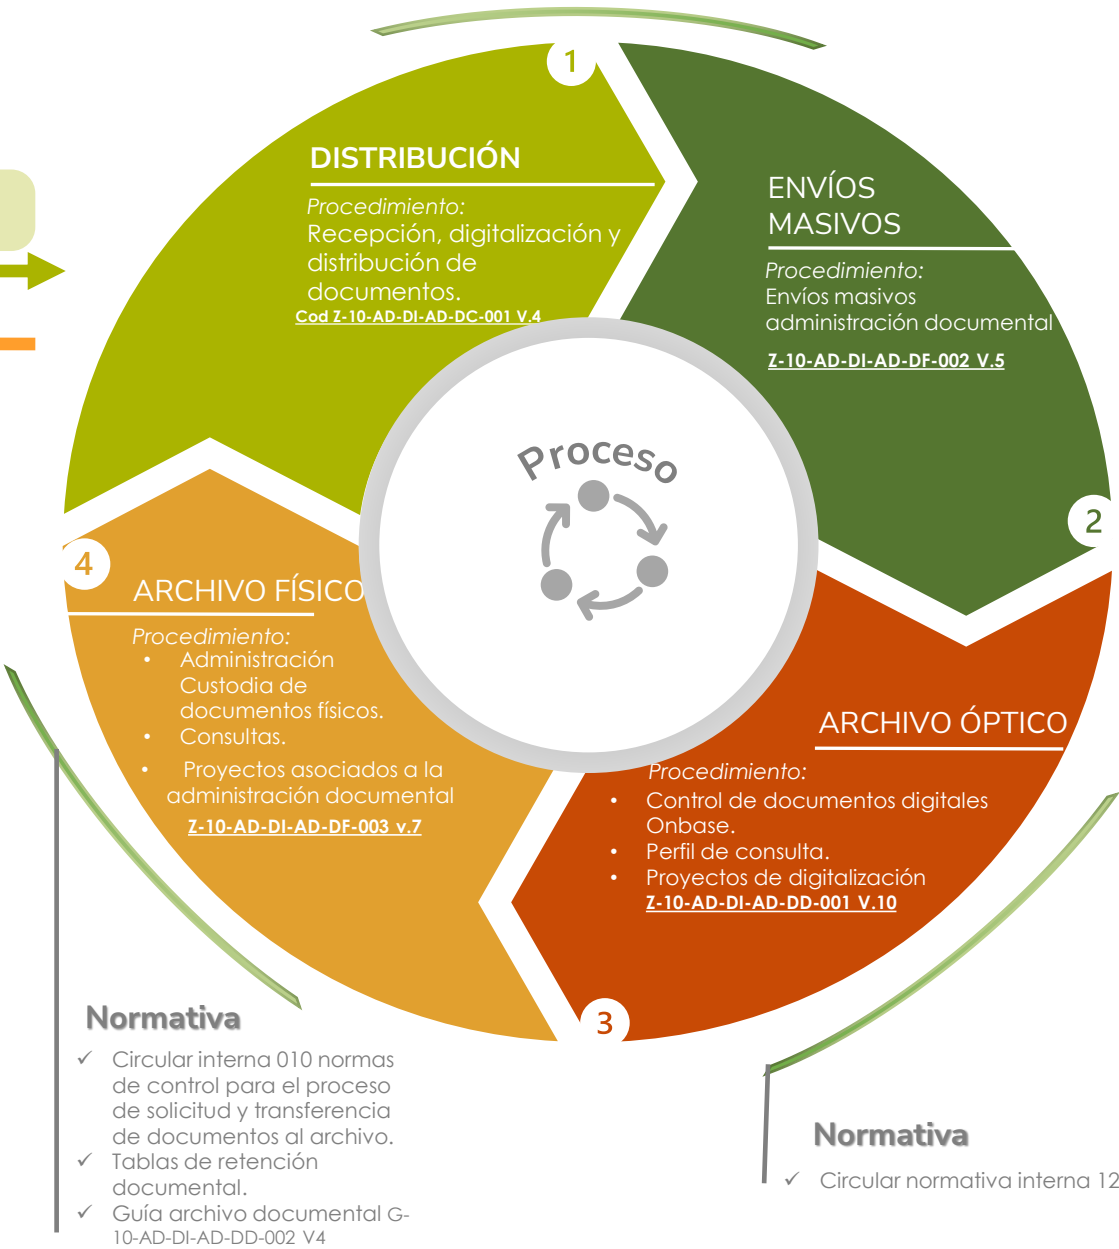 1
DISTRIBUCIÓN
Procedimiento:
Recepción, digitalización y
distribución de
documentos.
Cod Z-10-AD-DI-AD-DC-001 V.4
ENVÍOS
MASIVOS
Procedimiento:
Envíos masivos
administración documental
Z-10-AD-DI-AD-DF-002 V.5
2
Proceso
4
ARCHIVO FÍSICO
Procedimiento:
• Administración
Custodia de
documentos físicos.
• Consultas.
• Proyectos asociados a la
administración documental
Z-10-AD-DI-AD-DF-003 v.7
ARCHIVO ÓPTICO
Procedimiento:
• Control de documentos digitales
Onbase.
• Perfil de consulta.
• Proyectos de digitalización
Z-10-AD-DI-AD-DD-001 V.10
3
Normativa
✓ Circular interna 010 normas
de control para el proceso
de solicitud y transferencia
de documentos al archivo.
✓ Tablas de retención
documental.
✓ Guía archivo documental G-
10-AD-DI-AD-DD-002 V4
Normativa
✓ Circular normativa interna 12